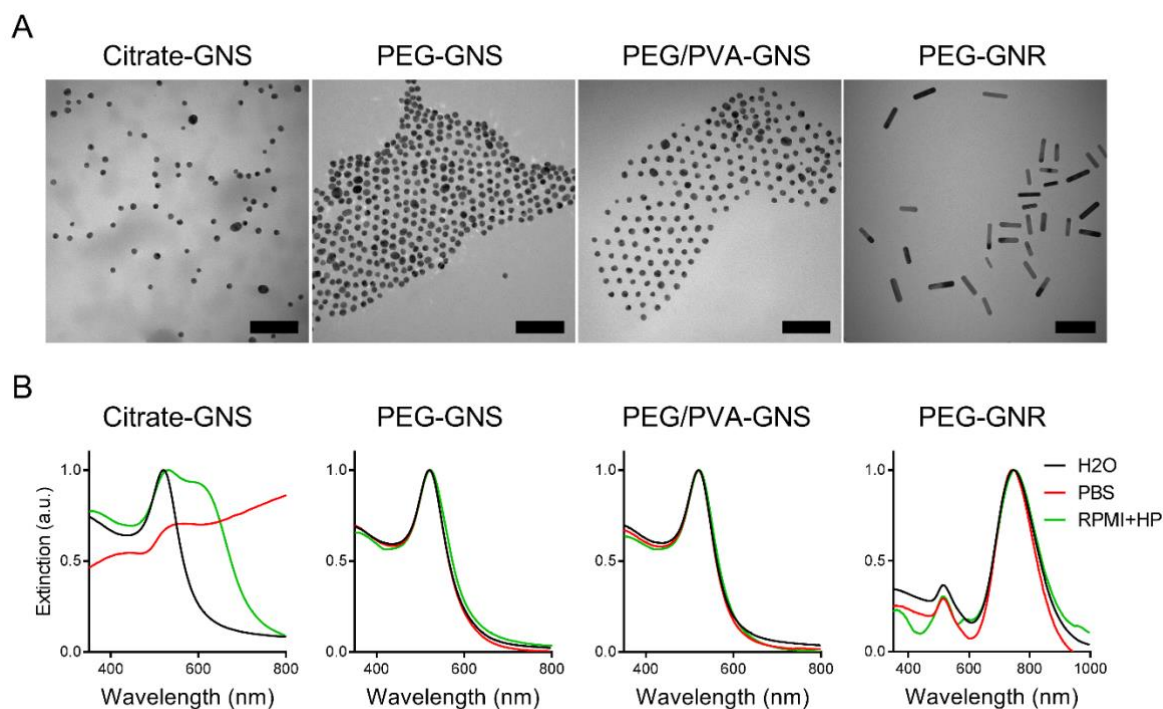 A
Citrate-GNS PEG-GNS PEG/PVA-GNS PEG-GNR
B
Citrate-GNS PEG-GNS PEG/PVA-GNS PEG-GNR
Extinction (a.u.)
1.0 1.0 1.0 1.0
0.5 0.5 0.5 0.5
0.0 0.0 0.0 0.0
400 600 800 400 600 800 400 600 800 400 600 800 1000
Wavelength (nm) Wavelength (nm) Wavelength (nm) Wavelength (nm)
H2O
PBS
RPMI+HP